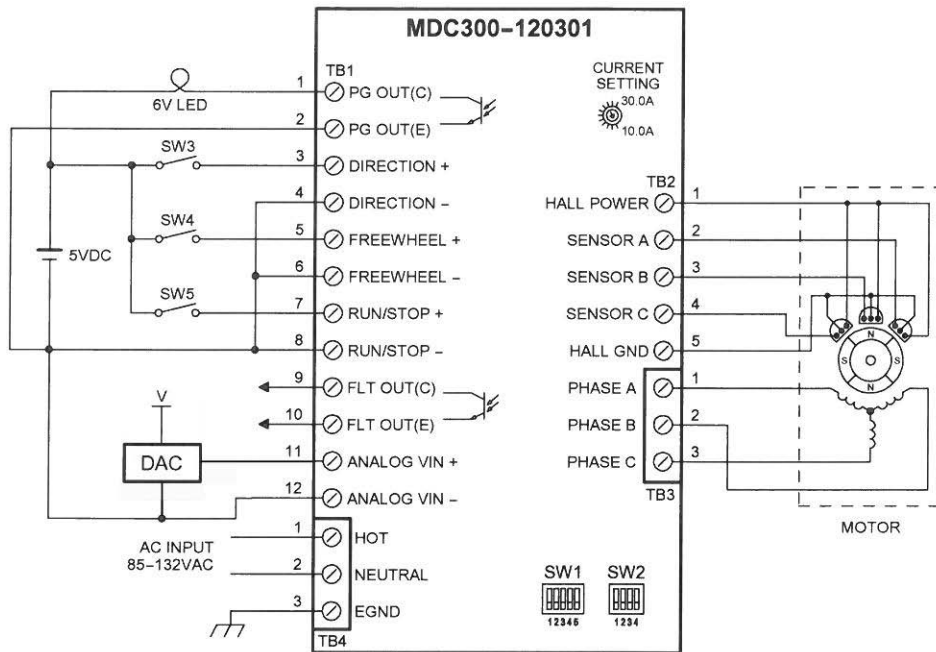 MDC300-120301
TB1
1 PG OUT(C)
6V LED
2 PG OUT(E)
SW3
3 DIRECTION +
4 DIRECTION –
SW4
5 FREEWHEEL +
5VDC
6 FREEWHEEL –
SW5
7 RUN/STOP +
8 RUN/STOP –
9 FLT OUT(C)
V
10 FLT OUT(E)
DAC
11 ANALOG VIN +
12 ANALOG VIN –
AC INPUT
85-132VAC
1 HOT
2 NEUTRAL
3 EGND
TB4
CURRENT
SETTING
30.0A
10.0A
TB2
HALL POWER 1
SENSOR A 2
SENSOR B 3
SENSOR C 4
HALL GND 5
PHASE A 1
PHASE B 2
PHASE C 3
TB3
N
S S
N
MOTOR
SW1 SW2
12345 1234